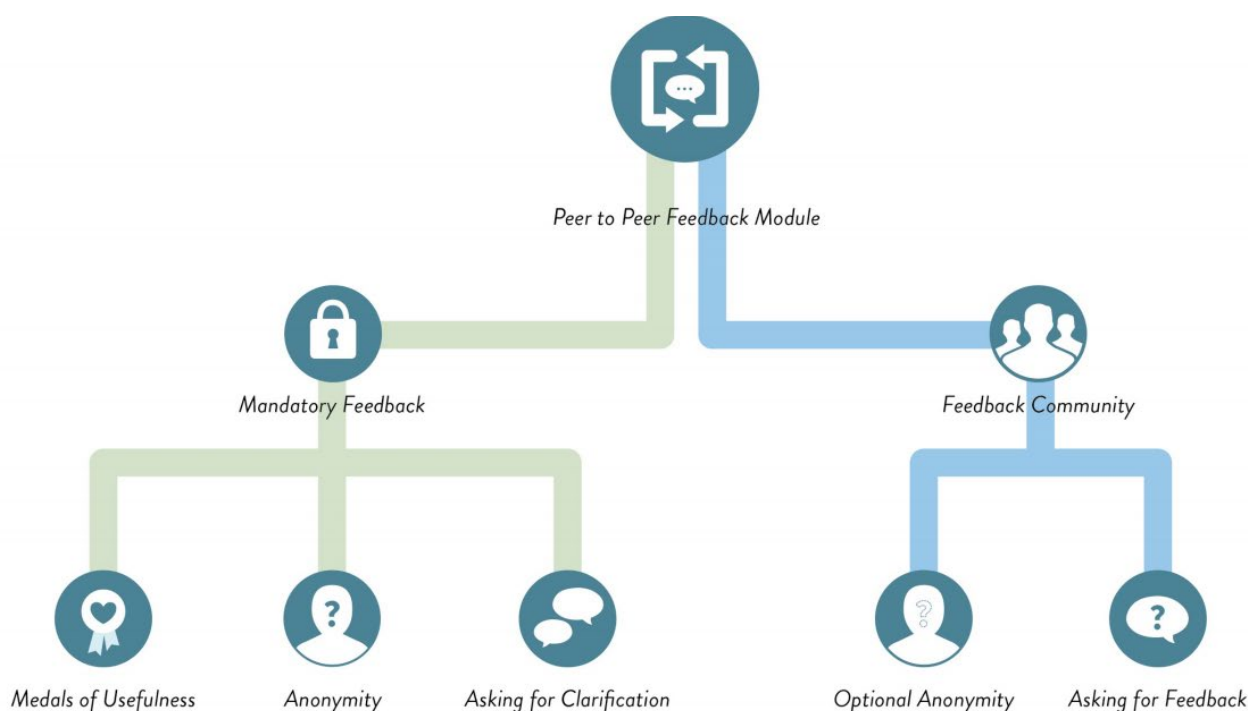 Peer to Peer Feedback Module
Mandatory Feedback
Feedback Community
Medals of Usefulness
Anonymity
Asking for Clarification
Optional Anonymity
Asking for Feedback